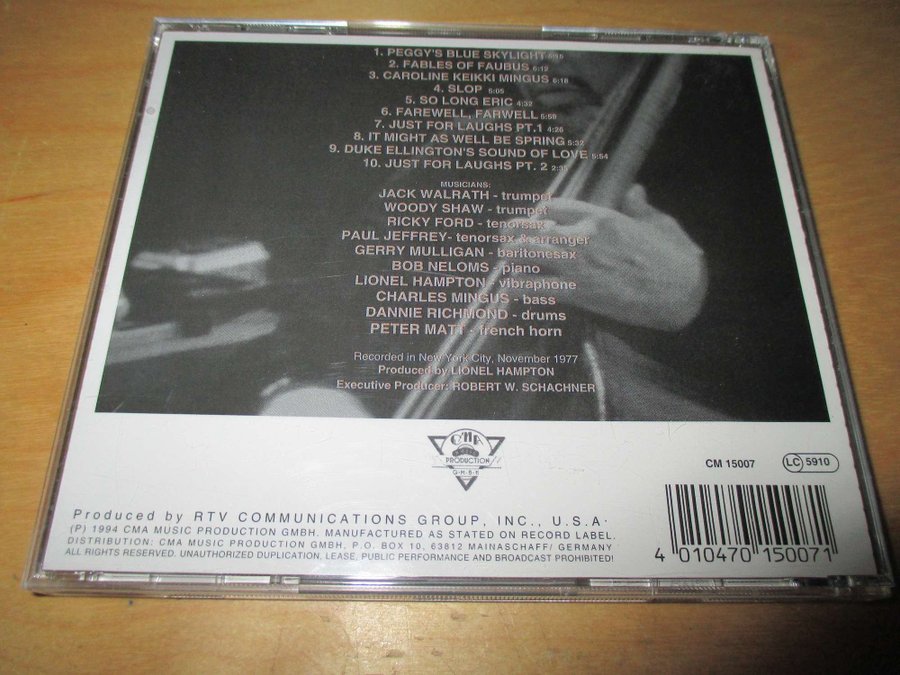 1. PEGGY'S BLUE SKYLIGHT
2. FABLES OF FAUBUS 8:19
3. CAROLINE KEIKKI MINGUS 6:18
4. SLOP 5:05
5. SO LONG ERIC 4:32
6. FAREWELL, FARWELL 5:50
7. JUST FOR LAUGHS PT.1 4:26
8. IT MIGHT AS WELL BE SPRING 5:32
9. DUKE ELLINGTON'S SOUND OF LOVE 5:54
10. JUST FOR LAUGHS PT. 2
MUSICIANS:
JACK WALRATH - trumpet
WOODY SHAW - trumpet
RICKY FORD - tenorsax
PAUL JEFFREY- tenorsax & arranger
GERRY MULLIGAN - baritonesax
BOB NELOMS - piano
LIONEL HAMPTON - vibraphone
CHARLES MINGUS - bass
DANNIE RICHMOND - drums
PETER MATT - french horn
Recorded in New York City, November 1977
Produced by LIONEL HAMPTON
Executive Producer: ROBERT W. SCHACHNER
CMA
MUSIC
PRODUCTION
G·M·B·H
CM 15007
LC 5910
Produced by RTV COMMUNICATIONS GROUP, INC., U.S.A.
(P) 1994 CMA MUSIC PRODUCTION GMBH. MANUFACTURED AS STATED ON RECORD LABEL.
DISTRIBUTION: CMA MUSIC PRODUCTION GMBH, P.O. BOX 10, 63812 MAINASCHAFF/ GERMANY
ALL RIGHTS RESERVED. UNAUTHORIZED DUPLICATION, LEASE, PUBLIC PERFORMANCE AND BROADCAST PROHIBITED!
4 010470 150071